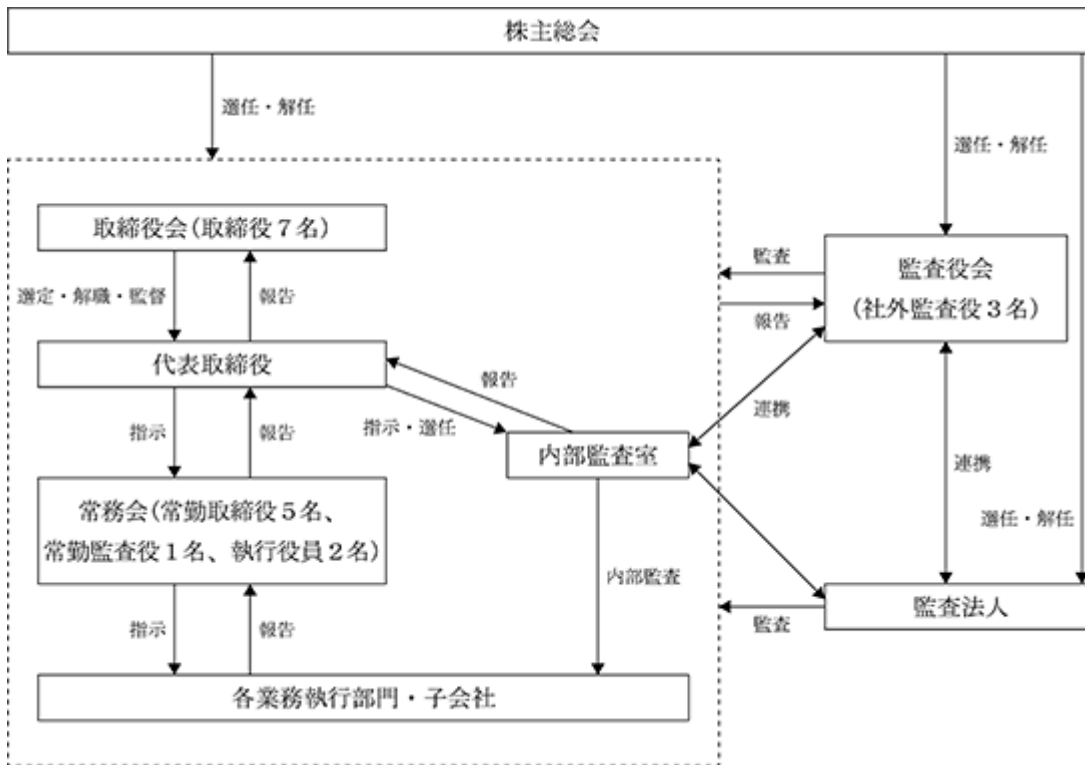 株主総会
選任・解任
選任・解任
取締役会(取締役７名)
監査
監査役会
(社外監査役３名)
選定・解職・監督
報告
報告
代表取締役
報告
連携
指示
報告
指示・選任
内部監査室
連携
常務会(常勤取締役５名、
常勤監査役１名、執行役員２名)
選任・解任
内部監査
監査法人
指示
報告
監査
各業務執行部門・子会社